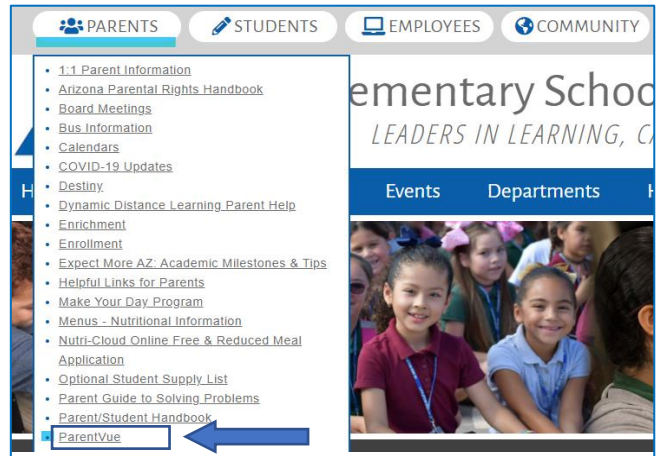 PARENTS STUDENTS EMPLOYEES COMMUNITY
1:1 Parent Information
Arizona Parental Rights Handbook
Board Meetings
Bus Information
Calendars
COVID-19 Updates
Destiny
Dynamic Distance Learning Parent Help
Enrichment
Enrollment
Expect More AZ: Academic Milestones & Tips
Helpful Links for Parents
Make Your Day Program
Menus - Nutritional Information
Nutri-Cloud Online Free & Reduced Meal
Application
Optional Student Supply List
Parent Guide to Solving Problems
Parent/Student Handbook
ParentVue
ementary Schoo
LEADERS IN LEARNING,
Events Departments